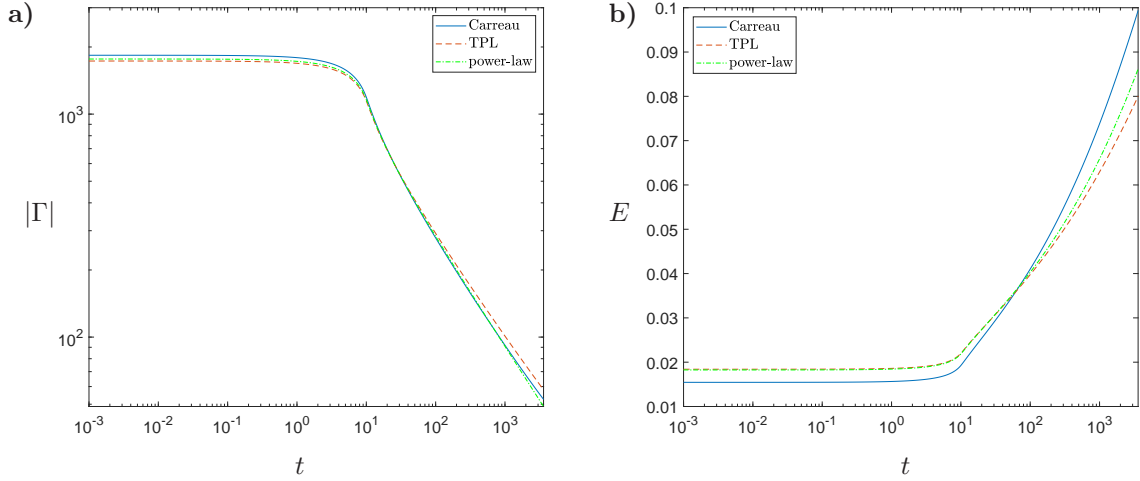 a)
Carreau
TPL
power-law
10^3
10^2
|Γ|
10^-3 10^-2 10^-1 10^0 10^1 10^2 10^3
t
b)
Carreau
TPL
power-law
0.1
0.09
0.08
0.07
0.06
0.05
0.04
0.03
0.02
0.01
E
10^-3 10^-2 10^-1 10^0 10^1 10^2 10^3
t